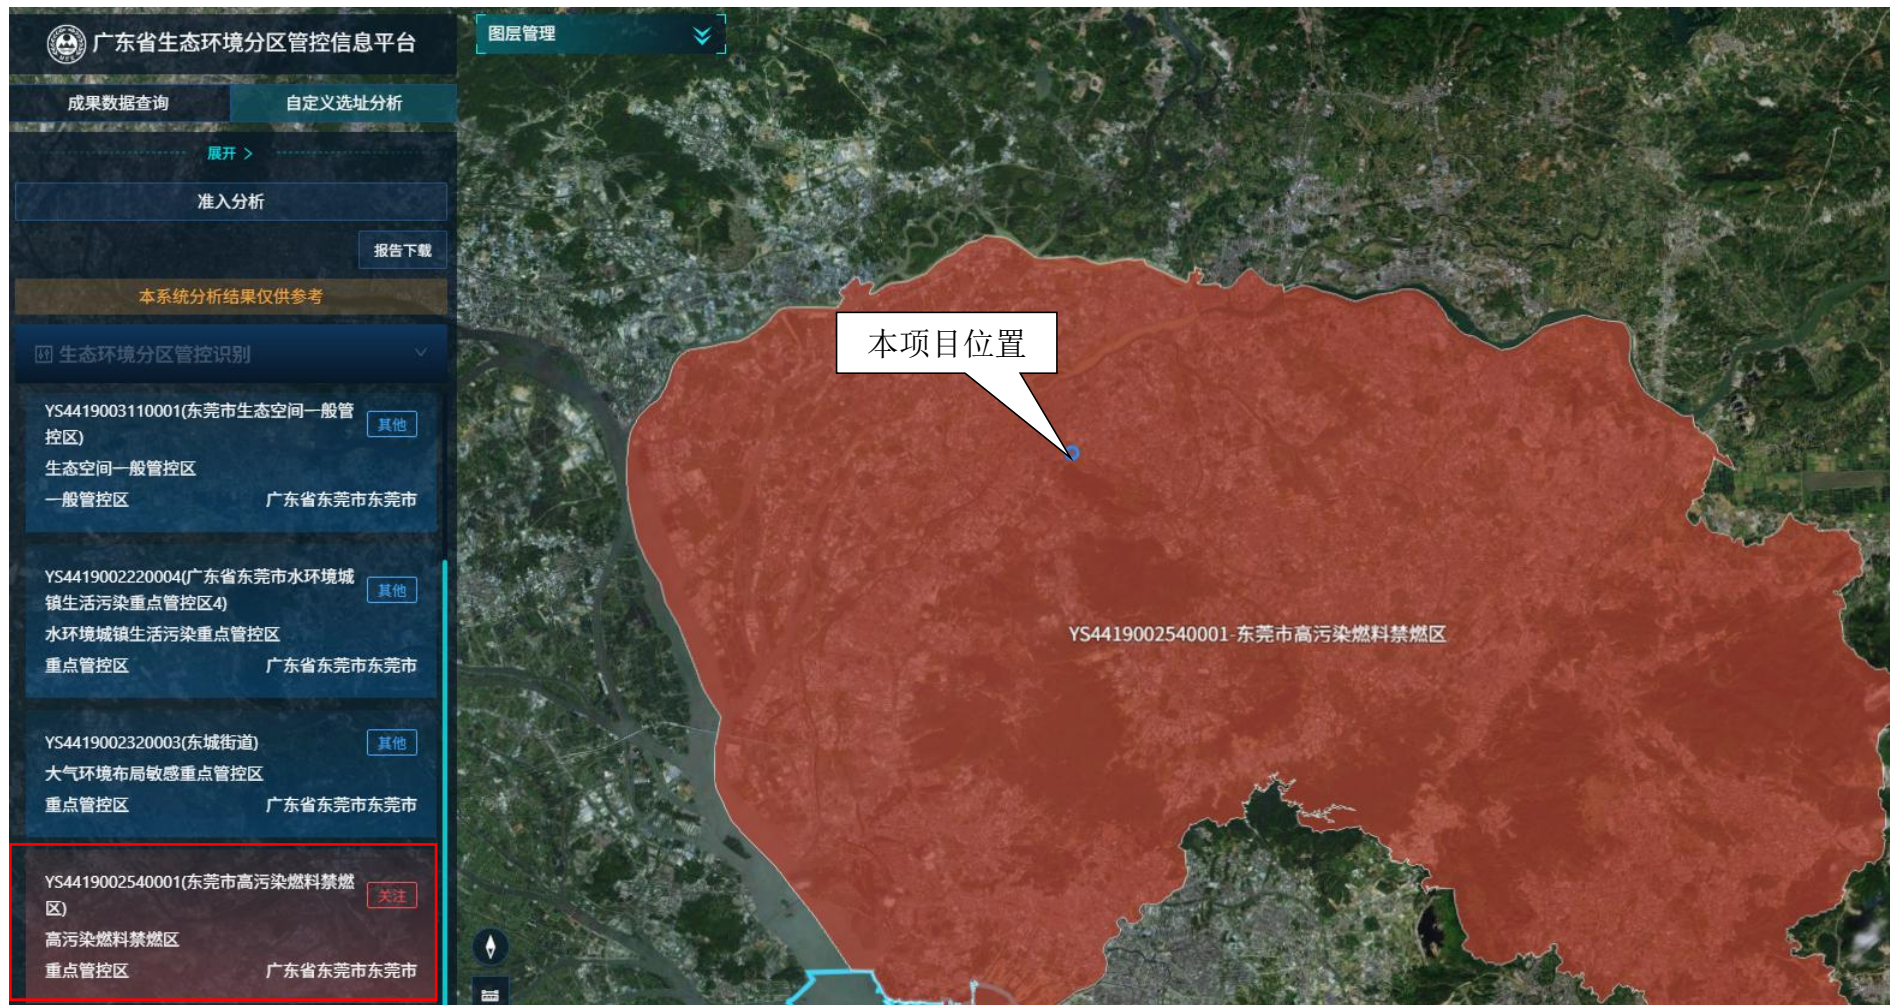 广东省生态环境分区管控信息平台
图层管理
成果数据查询
自定义选址分析
展开 >
准入分析
报告下载
本系统分析结果仅供参考
生态环境分区管控识别
YS4419003110001(东莞市生态空间一般管
控区)
其他
生态空间一般管控区
一般管控区 广东省东莞市东莞市
YS4419002220004(广东省东莞市水环境城
镇生活污染重点管控区4)
其他
水环境城镇生活污染重点管控区
重点管控区 广东省东莞市东莞市
YS4419002320003(东城街道)
其他
大气环境布局敏感重点管控区
重点管控区 广东省东莞市东莞市
YS4419002540001(东莞市高污染燃料禁燃
区)
关注
高污染燃料禁燃区
重点管控区 广东省东莞市东莞市
本项目位置
YS4419002540001-东莞市高污染燃料禁燃区